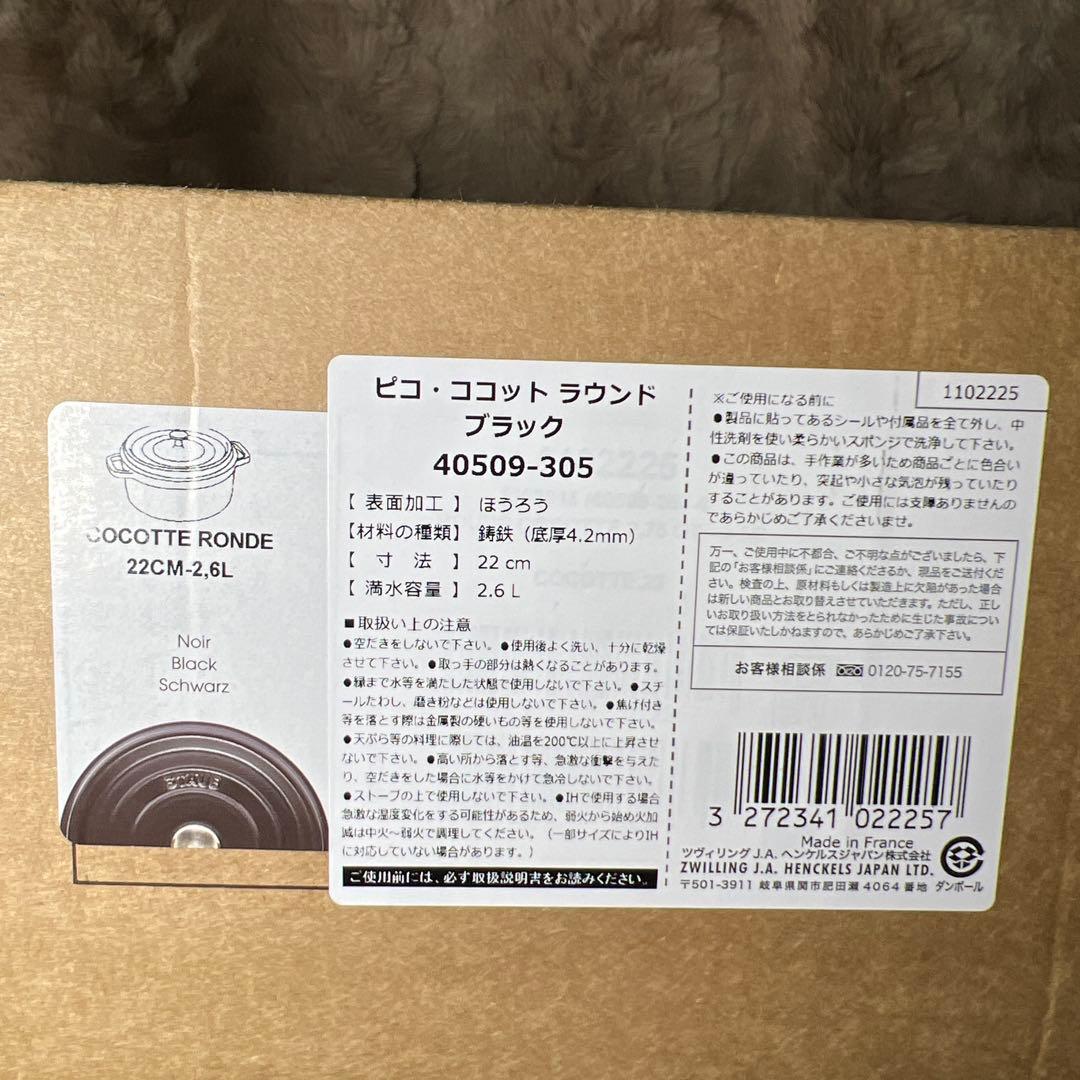 COCOTTE RONDE
22CM-2,6L
Noir
Black
Schwarz
STAUB
ピコ・ココット ラウンド
ブラック
40509-305
【 表面加工 】 ほうろう
【材料の種類】 鋳鉄（底厚4.2mm）
【 寸 法 】 22 cm
【 満水容量 】 2.6 L
■取扱い上の注意
●空だきをしないで下さい。●使用後よく洗い、十分に乾燥
させて下さい。●取っ手の部分は熱くなることがあります。
●縁まで水等を満たした状態で使用しないで下さい。●スチ
ールたわし、磨き粉などは使用しないで下さい。●焦げ付き
等を落とす際は金属製の硬いもの等を使用しないで下さい。
●天ぷら等の料理に際しては、油温を200℃以上に上昇させ
ないで下さい。●高い所から落とす等、急激な衝撃を与えた
り、空だきをした場合に水等をかけて急冷しないで下さい。
●ストーブの上で使用しないで下さい。●IHで使用する場合
急激な温度変化をする可能性があるため、弱火から始め火加
減は中火～弱火で調理してください。（一部サイズによりIH
に対応していない場合があります。）
ご使用前には、必ず取扱説明書をお読みください。
1102225
※ご使用になる前に
●製品に貼ってあるシールや付属品を全て外し、中
性洗剤を使い柔らかいスポンジで洗浄して下さい。
●この商品は、手作業が多いため商品ごとに色合い
が違っていたり、突起や小さな気泡が残っていたり
することがあります。ご使用には支障ありませんの
であらかじめご了承くださいませ。
万一、ご使用中に不都合、ご不明な点がございましたら、下
記の「お客様相談係」にご連絡くださるか、現品をご送付くだ
さい。検査の上、原材料もしくは製造上に欠陥があった場合
は新しい商品とお取り替えさせていただきます。ただし、正し
いお取り扱い方法をとられなかったために生じた事故につい
ては保証いたしかねますので、あらかじめご了承下さい。
お客様相談係 0120-75-7155
3 272341 022257
Made in France
ツヴィリング J.A. ヘンケルスジャパン株式会社
ZWILLING J.A. HENCKELS JAPAN LTD.
〒501-3911 岐阜県関市肥田瀬 4064 番地 ダンボール